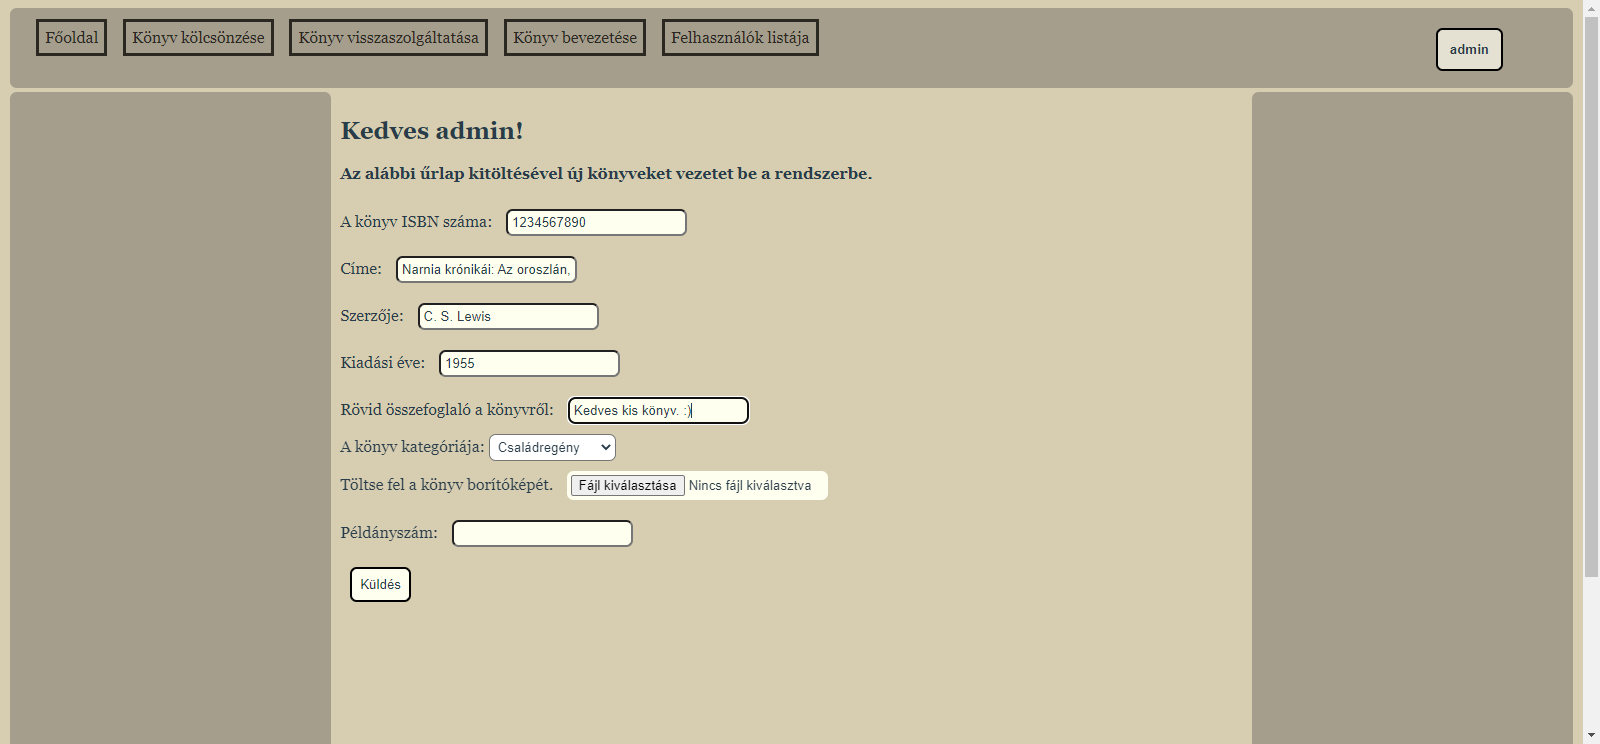 Főoldal Könyv kölcsönzése Könyv visszaszolgáltatása Könyv bevezetése Felhasználók listája admin
Kedves admin!
Az alábbi űrlap kitöltésével új könyveket vezetet be a rendszerbe.
A könyv ISBN száma: 1234567890
Címe: Narnia krónikái: Az oroszlán,
Szerzője: C. S. Lewis
Kiadási éve: 1955
Rövid összefoglaló a könyvről: Kedves kis könyv. :)
A könyv kategóriája: Családregény
Töltse fel a könyv borítóképét. Fájl kiválasztása Nincs fájl kiválasztva
Példányszám:
Küldés